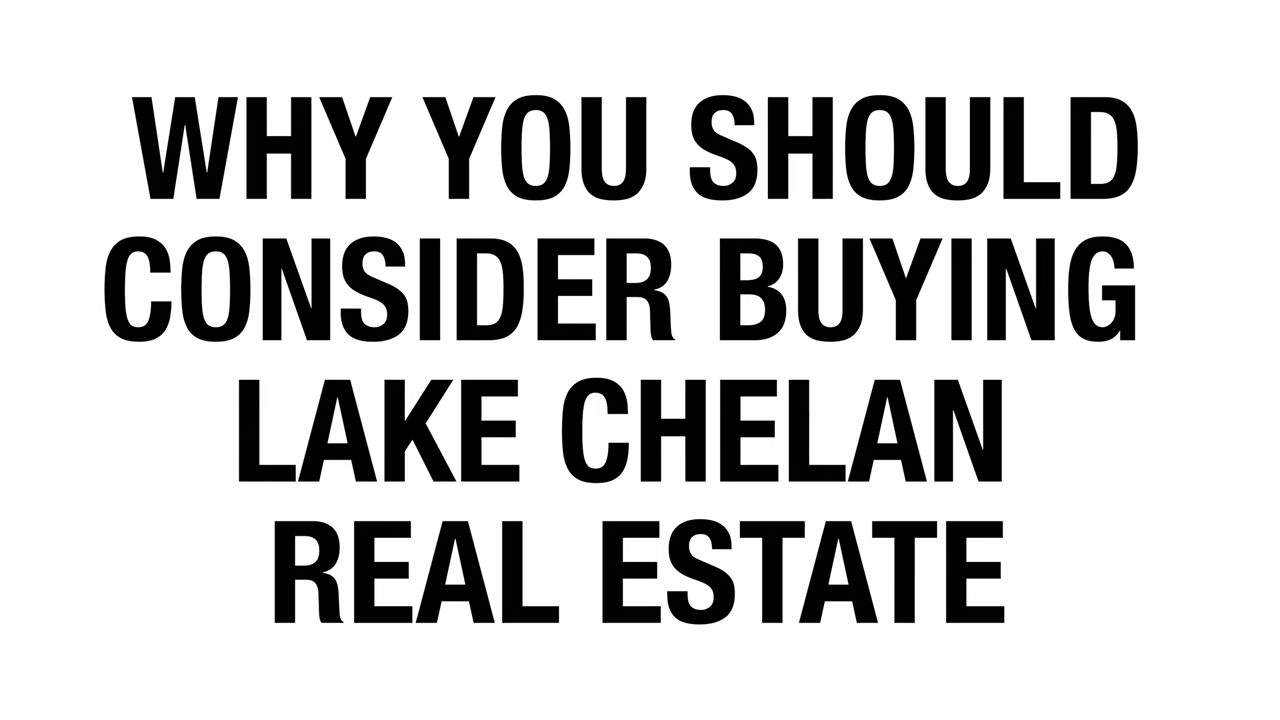 WHY YOU SHOULD
CONSIDER BUYING
LAKE CHELAN
REAL ESTATE